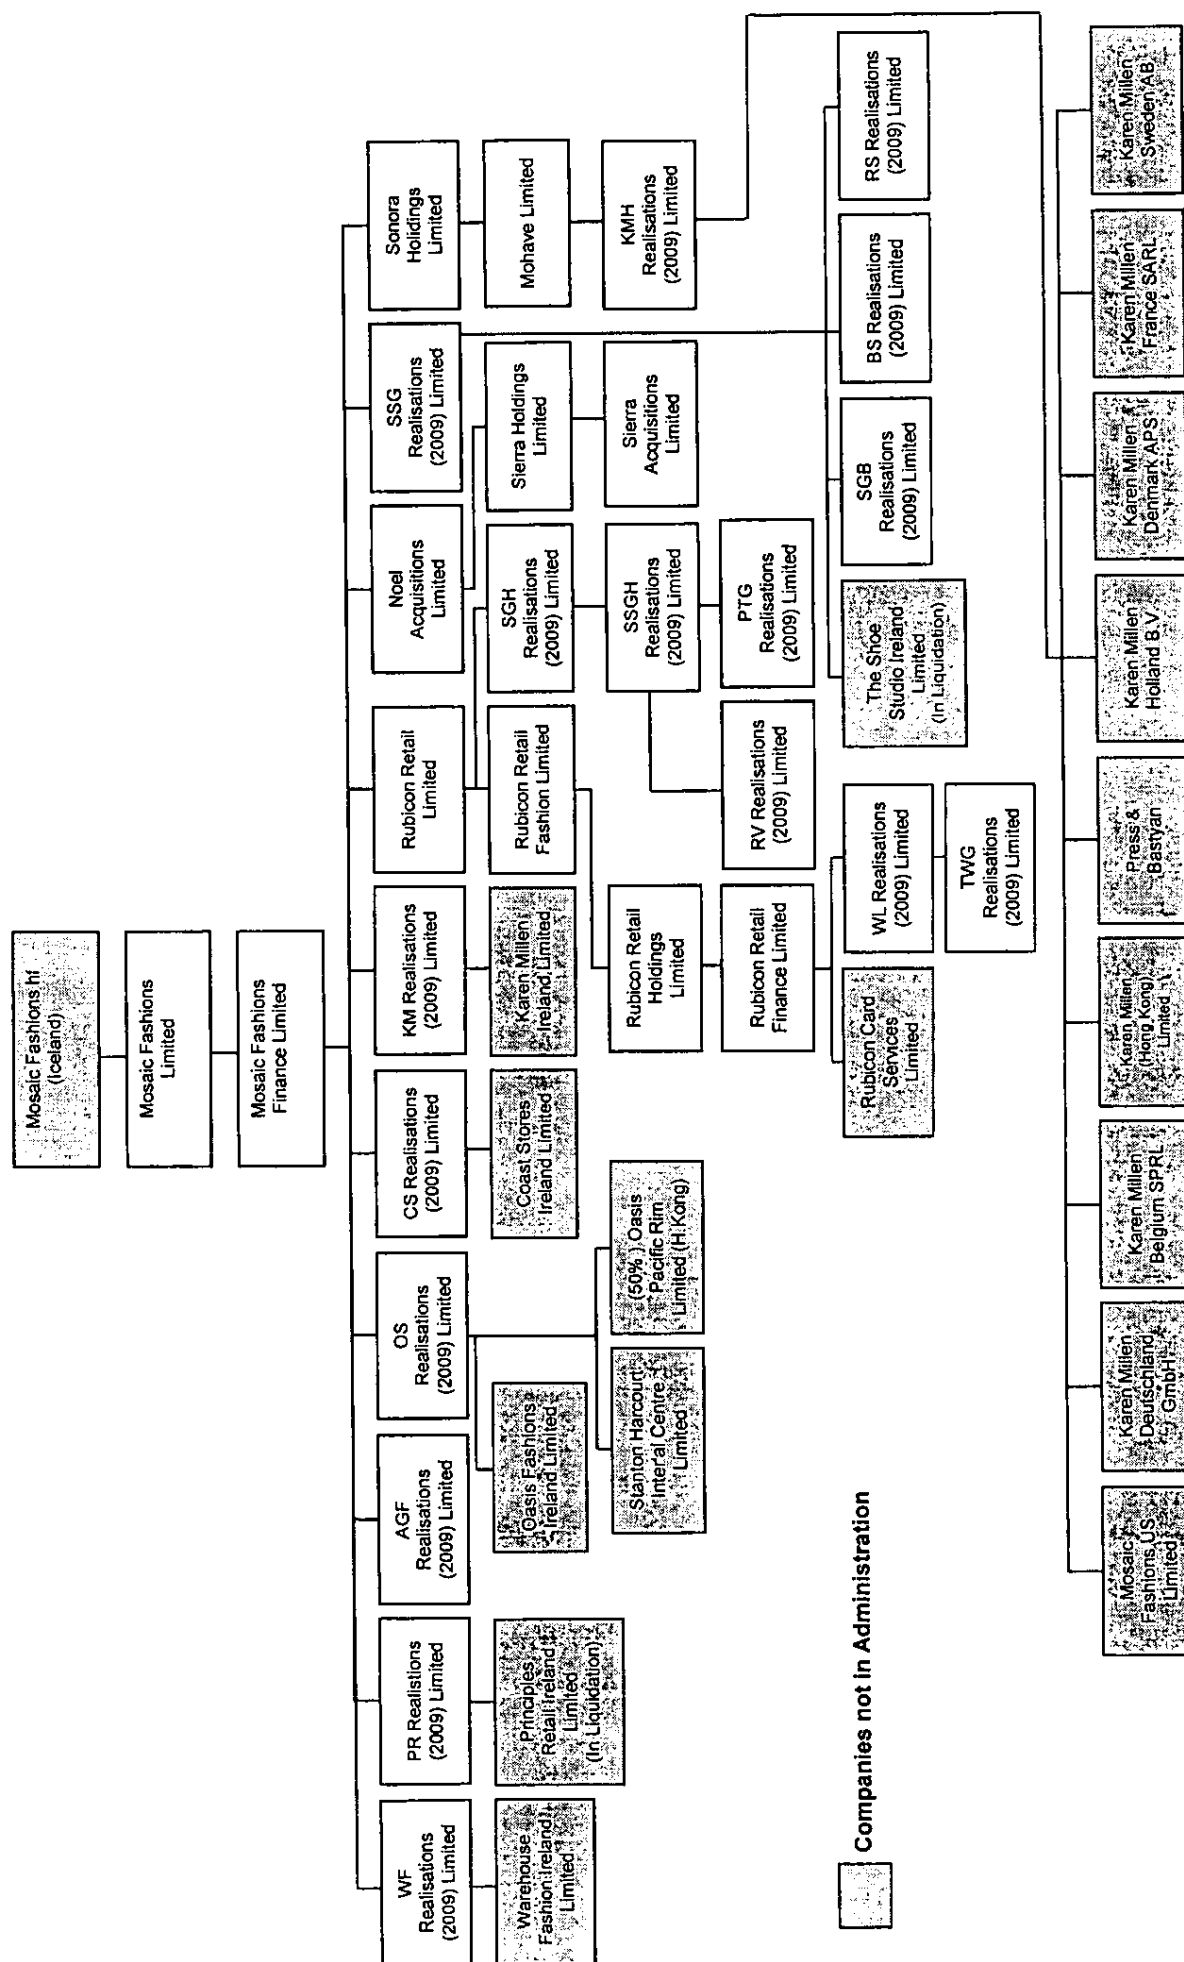 Mosaic Fashions hf
(Iceland)
Mosaic Fashions
Limited
Mosaic Fashions
Finance Limited
WF
Realisations
(2009) Limited
PR Realistions
(2009) Limited
AGF
Realisations
(2009) Limited
OS
Realisations
(2009) Limited
CS Realisations
(2009) Limited
KM Realisations
(2009) Limited
Rubicon Retail
Limited
Noel
Acquisitions
Limited
SSG
Realisations
(2009) Limited
Sonora
Holidings
Limited
Warehouse
Fashion Ireland
Limited
Principles
Retail Ireland
Limited
(In Liquidation)
Oasis Fashions
Ireland Limited
Coast Stores
Ireland Limited
Karen Millen
Ireland Limited
Rubicon Retail
Fashion Limited
SGH
Realisations
(2009) Limited
Sierra Holdings
Limited
Mohave Limited
Stanton Harcourt
Inter'al Centre
Limited
(50% ) Oasis
Pacific Rim
Limited (H.Kong)
Rubicon Retail
Holdings
Limited
SSGH
Realisations
(2009) Limited
Sierra
Acquisitions
Limited
KMH
Realisations
(2009) Limited
Rubicon Retail
Finance Limited
RV Realisations
(2009) Limited
PTG
Realisations
(2009) Limited
Companies not in Administration
Rubicon Card
Services
Limited
WL Realisations
(2009) Limited
The Shoe
Studio Ireland
Limited
(In Liquidation)
SGB
Realisations
(2009) Limited
BS Realisations
(2009) Limited
RS Realisations
(2009) Limited
TWG
Realisations
(2009) Limited
Mosaic
Fashions US
Limited
Karen Millen
Deutschland
GmbH
Karen Millen
Belgium SPRL
Karen Millen
(Hong Kong)
Limited
Press &
Bastyan
Karen Millen
Holland B.V.
Karen Millen
Denmark APS
Karen Millen
France SARL
Karen Millen
Sweden AB